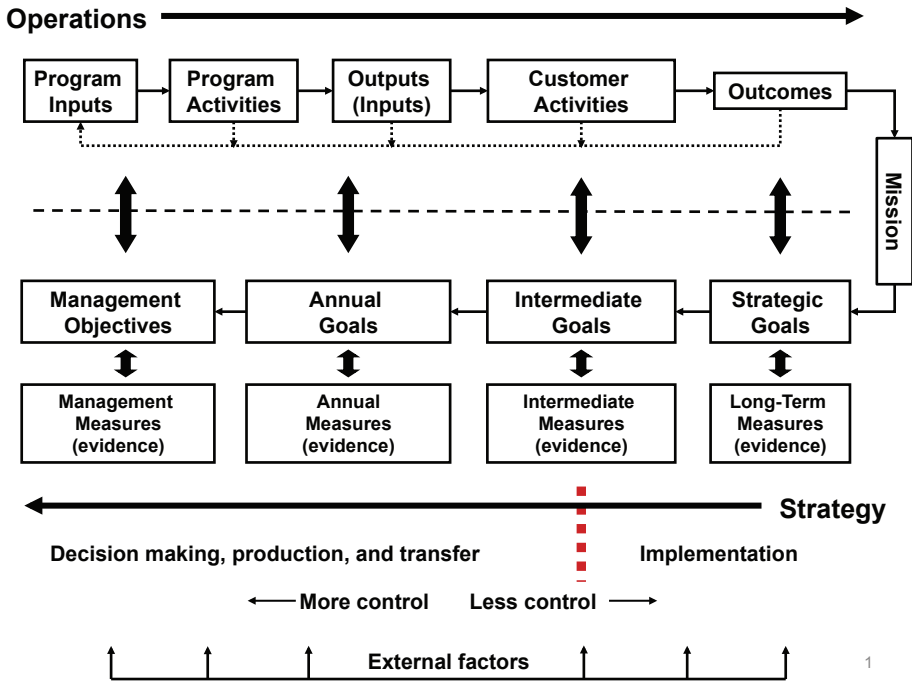 Operations
Program
Inputs
Program
Activities
Outputs
(Inputs)
Customer
Activities
Outcomes
Mission
Management
Objectives
Annual
Goals
Intermediate
Goals
Strategic
Goals
Management
Measures
(evidence)
Annual
Measures
(evidence)
Intermediate
Measures
(evidence)
Long-Term
Measures
(evidence)
Strategy
Decision making, production, and transfer
Implementation
More control
Less control
External factors
1